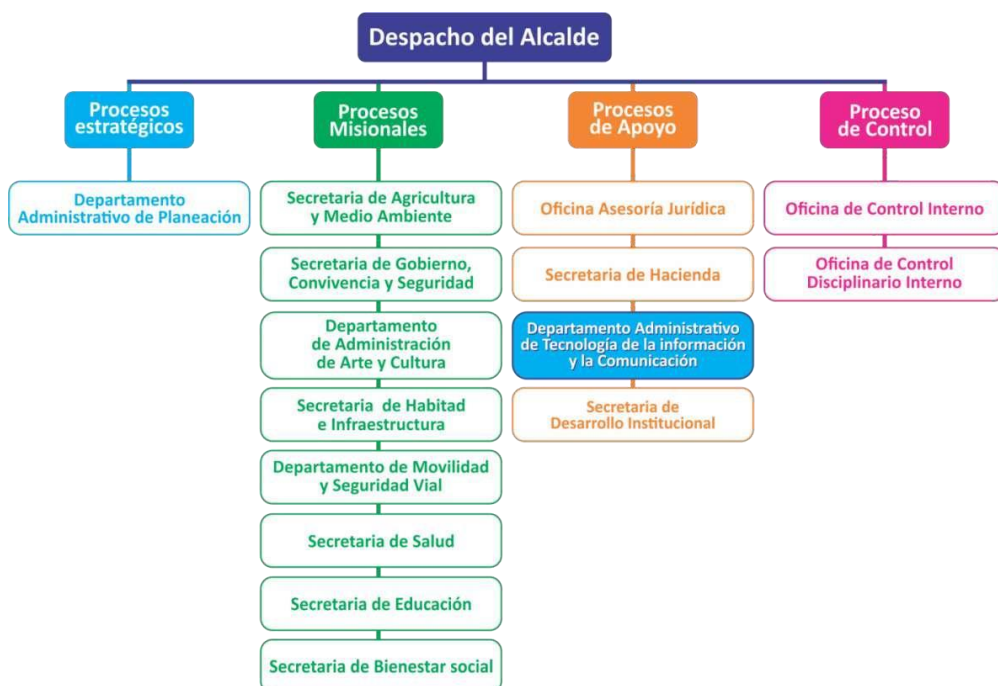 Despacho del Alcalde
Procesos
estratégicos
Departamento
Administrativo de Planeación
Procesos
Misionales
Secretaria de Agricultura
y Medio Ambiente
Secretaria de Gobierno,
Convivencia y Seguridad
Departamento
de Administración
de Arte y Cultura
Secretaria de Habitad
e Infraestructura
Departamento de Movilidad
y Seguridad Vial
Secretaria de Salud
Secretaria de Educación
Secretaria de Bienestar social
Procesos
de Apoyo
Oficina Asesoría Jurídica
Secretaria de Hacienda
Departamento Administrativo
de Tecnología de la información
y la Comunicación
Secretaria de
Desarrollo Institucional
Proceso
de Control
Oficina de Control Interno
Oficina de Control
Disciplinario Interno